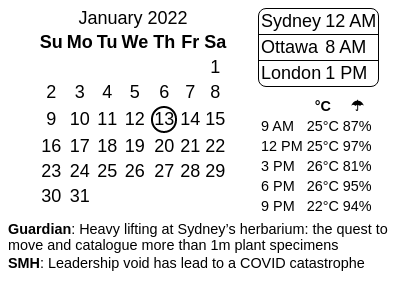 January 2022
Su Mo Tu We Th Fr Sa
1
2 3 4 5 6 7 8
9 10 11 12 13 14 15
16 17 18 19 20 21 22
23 24 25 26 27 28 29
30 31
Sydney 12 AM
Ottawa 8 AM
London 1 PM
°C ☂
9 AM 25°C 87%
12 PM 25°C 97%
3 PM 26°C 81%
6 PM 26°C 95%
9 PM 22°C 94%
Guardian: Heavy lifting at Sydney’s herbarium: the quest to
move and catalogue more than 1m plant specimens
SMH: Leadership void has lead to a COVID catastrophe